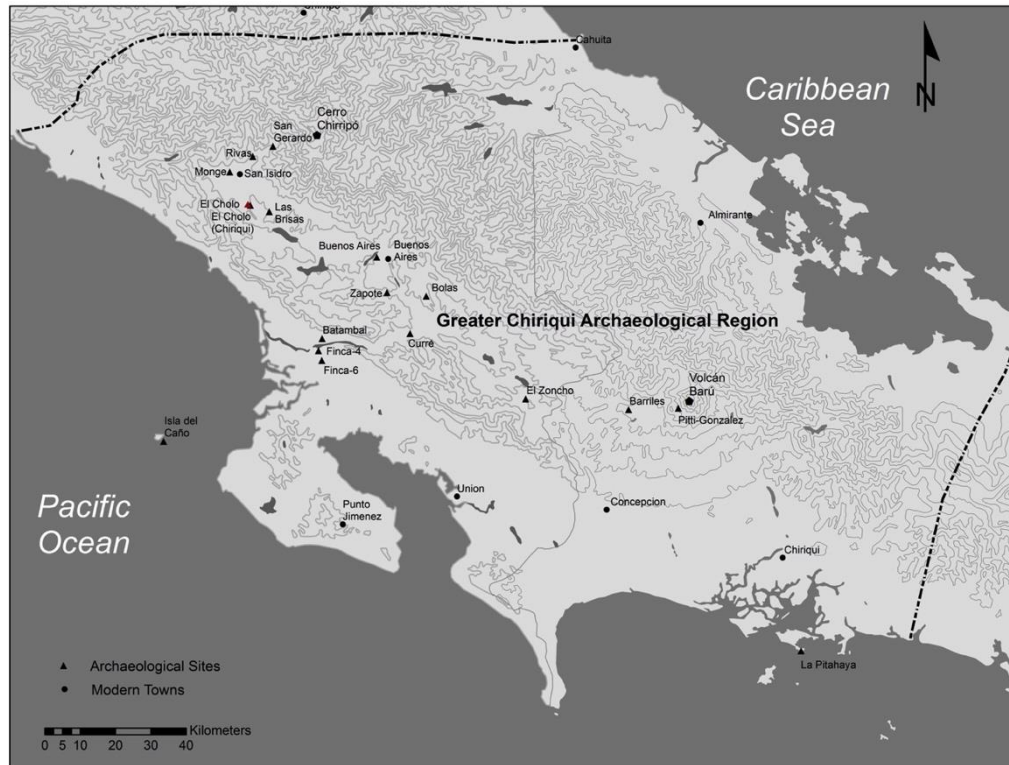 Cahuita
Caribbean
Sea
N
Cerro
Chirripó
San
Gerardo
Rivas
Monge
San Isidro
El Cholo
El Cholo
(Chiriqui)
Las
Brisas
Almirante
Buenos Aires
Buenos
Aires
Zapote
Bolas
Greater Chiriqui Archaeological Region
Batambal
Finca-4
Finca-6
Curré
El Zoncho
Volcán
Barú
Barriles
Pitti-Gonzalez
Isla del
Caño
Pacific
Ocean
Union
Punto
Jimenez
Concepcion
Chiriqui
La Pitahaya
Archaeological Sites
Modern Towns
Kilometers
0 5 10 20 30 40